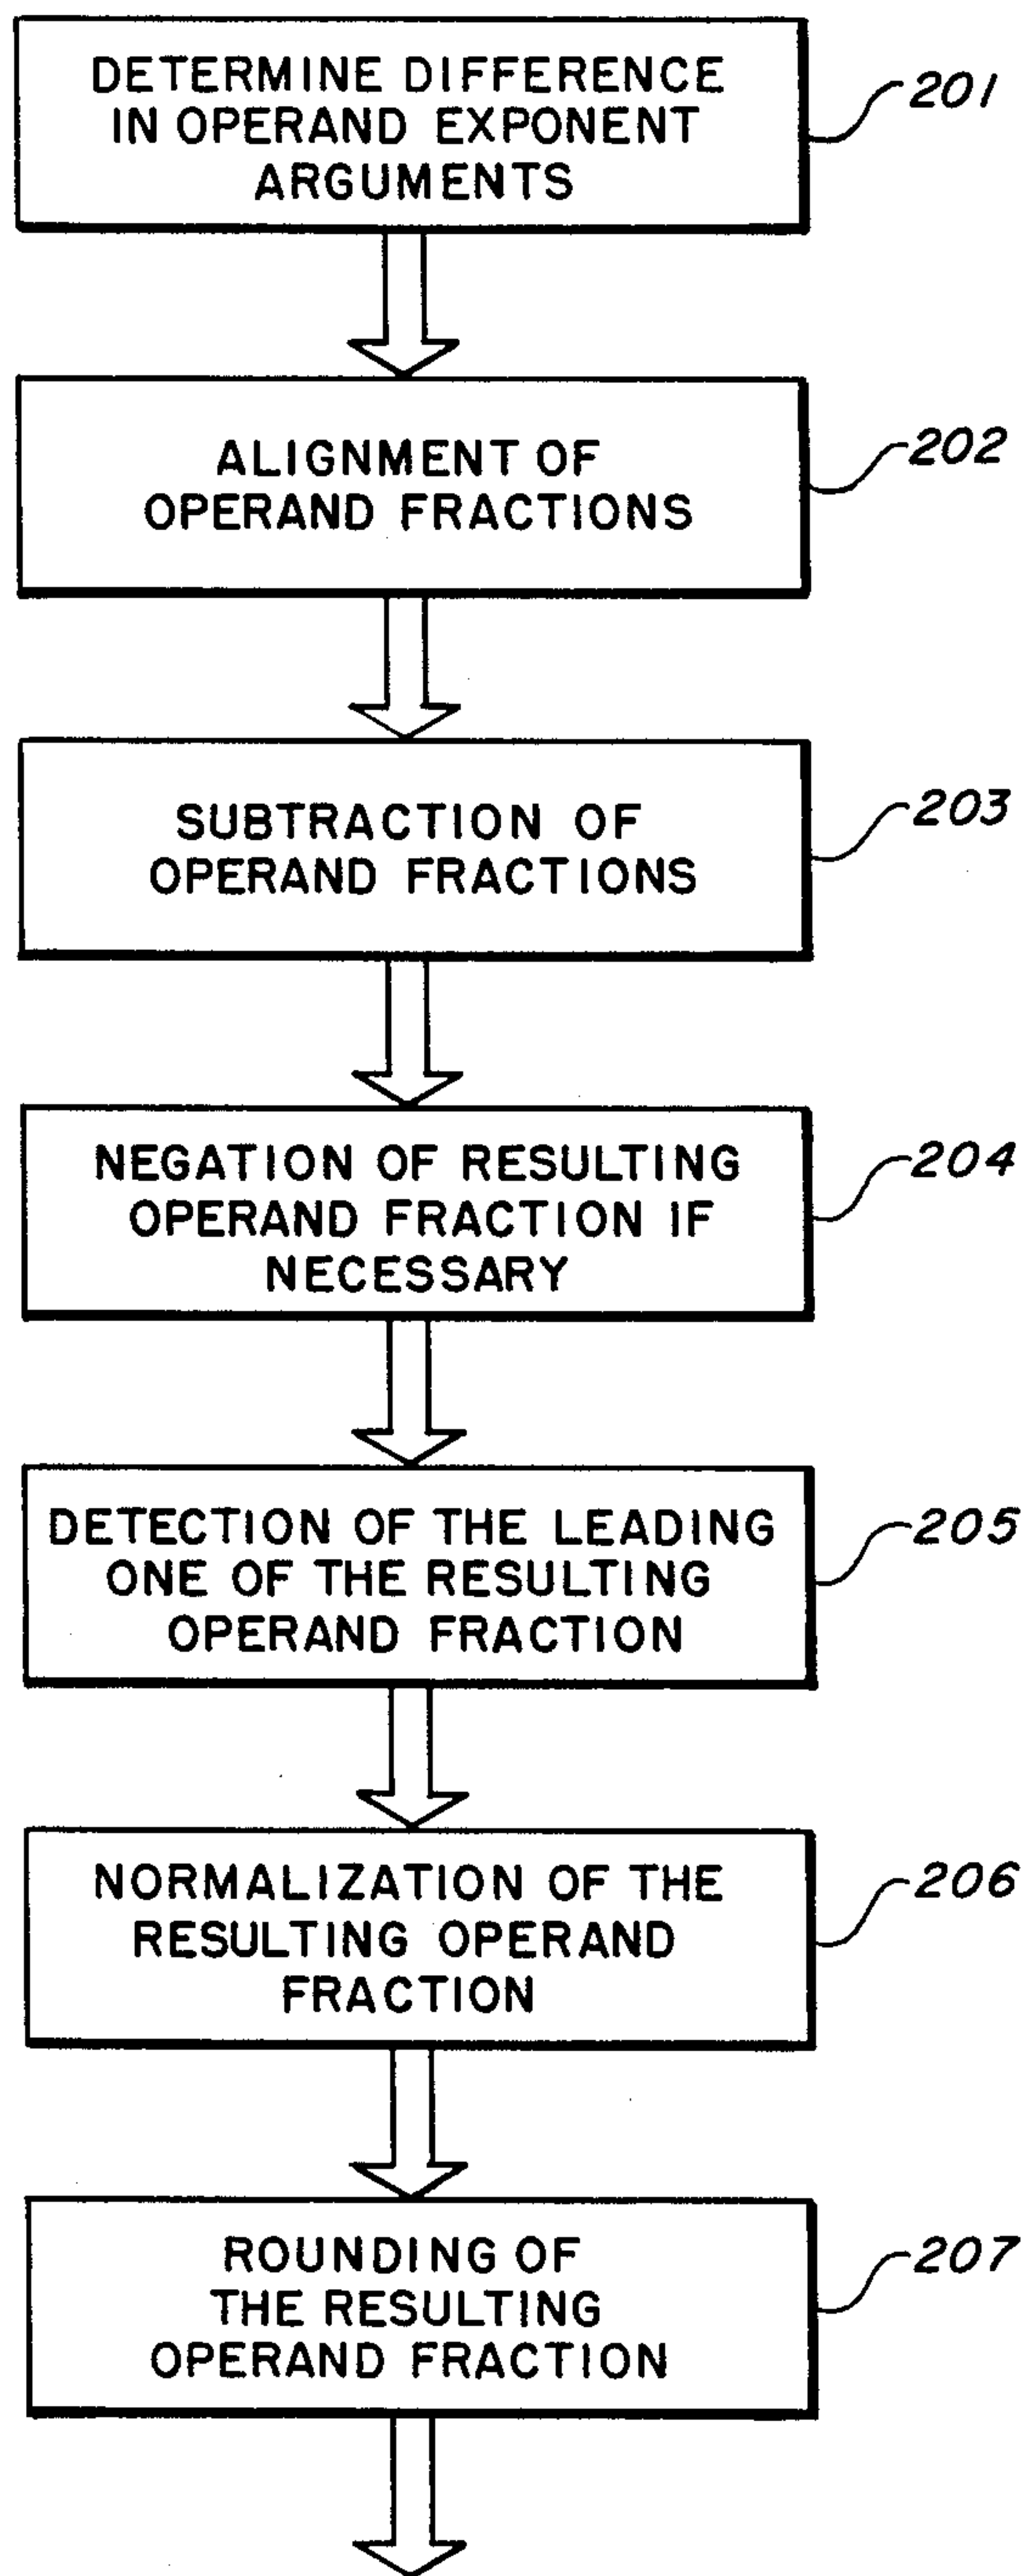 DETERMINE DIFFERENCE
IN OPERAND EXPONENT
ARGUMENTS
201
ALIGNMENT OF
OPERAND FRACTIONS
202
SUBTRACTION OF
OPERAND FRACTIONS
203
NEGATION OF RESULTING
OPERAND FRACTION IF
NECESSARY
204
DETECTION OF THE LEADING
ONE OF THE RESULTING
OPERAND FRACTION
205
NORMALIZATION OF THE
RESULTING OPERAND
FRACTION
206
ROUNDING OF
THE RESULTING
OPERAND FRACTION
207